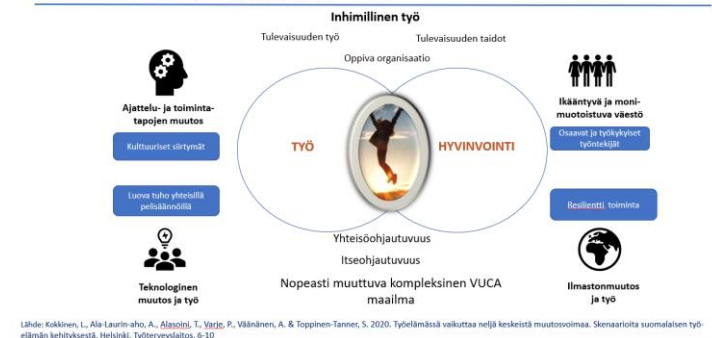 Inhimillinen työ
Tulevaisuuden työ
Tulevaisuuden taidot
Oppiva organisaatio
Ajattelu- ja toiminta-
tapojen muutos
Kulttuuriset siirtymät
Luova tuho yhteisillä
pelisäännöillä
Teknologinen
muutos ja työ
TYÖ
HYVINVOINTI
Ikääntyvä ja moni-
muotoistuva väestö
Osaavat ja työkykyiset
työntekijät
Resilientti toiminta
Ilmastonmuutos
ja työ
Yhteisöohjautuvuus
Itseohjautuvuus
Nopeasti muuttuva kompleksinen VUCA
maailma
Lähde: Kokkinen, L., Ala-Laurin-aho, A., Alasoini, T., Varje, P., Väänänen, A. & Toppinen-Tanner, S. 2020. Työelämässä vaikuttaa neljä keskeistä muutosvoimaa. Skenaarioita suomalaisen työ-
elämän kehityksestä. Helsinki. Työterveyslaitos. 6-10